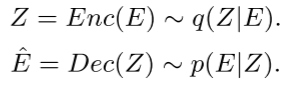 Z = Enc(E) ∼ q(Z|E).
Ê = Dec(Z) ∼ p(E|Z).